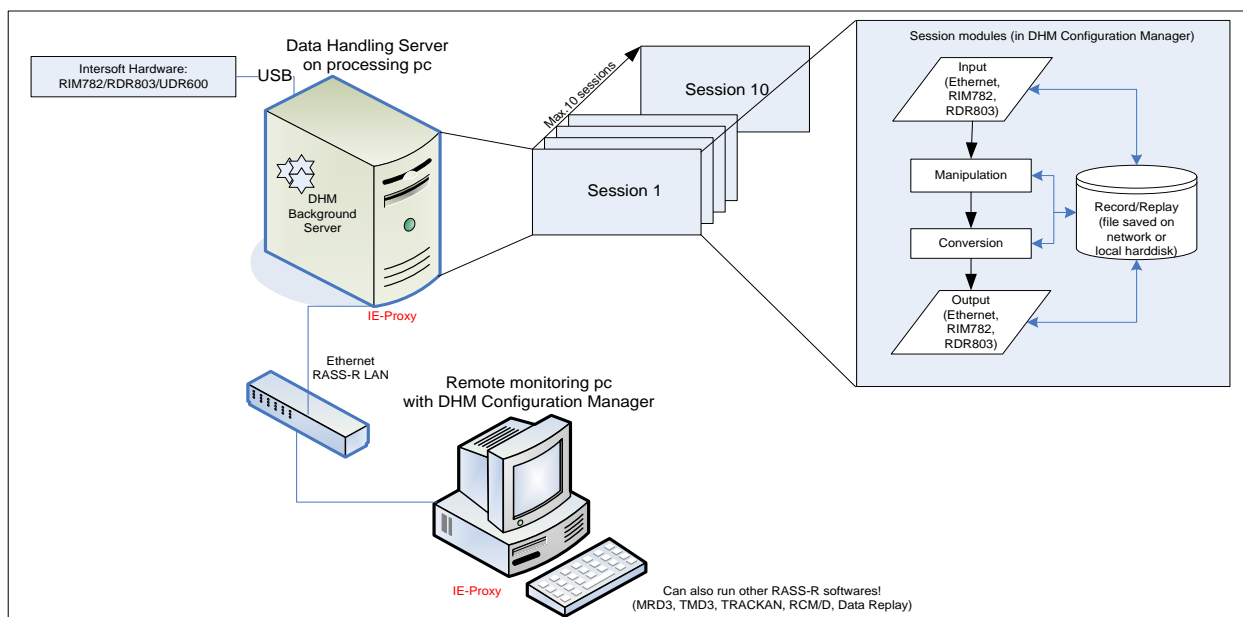 Data Handling Server
on processing pc
Intersoft Hardware:
RIM782/RDR803/UDR600
USB
DHM
Background
Server
IE-Proxy
Max.10 sessions
Session 10
Session 1
Session modules (in DHM Configuration Manager)
Input
(Ethernet,
RIM782,
RDR803)
Manipulation
Conversion
Output
(Ethernet,
RIM782,
RDR803)
Record/Replay
(file saved on
network or
local harddisk)
Ethernet
RASS-R LAN
Remote monitoring pc
with DHM Configuration Manager
IE-Proxy
Can also run other RASS-R softwares!
(MRD3, TMD3, TRACKAN, RCM/D, Data Replay)